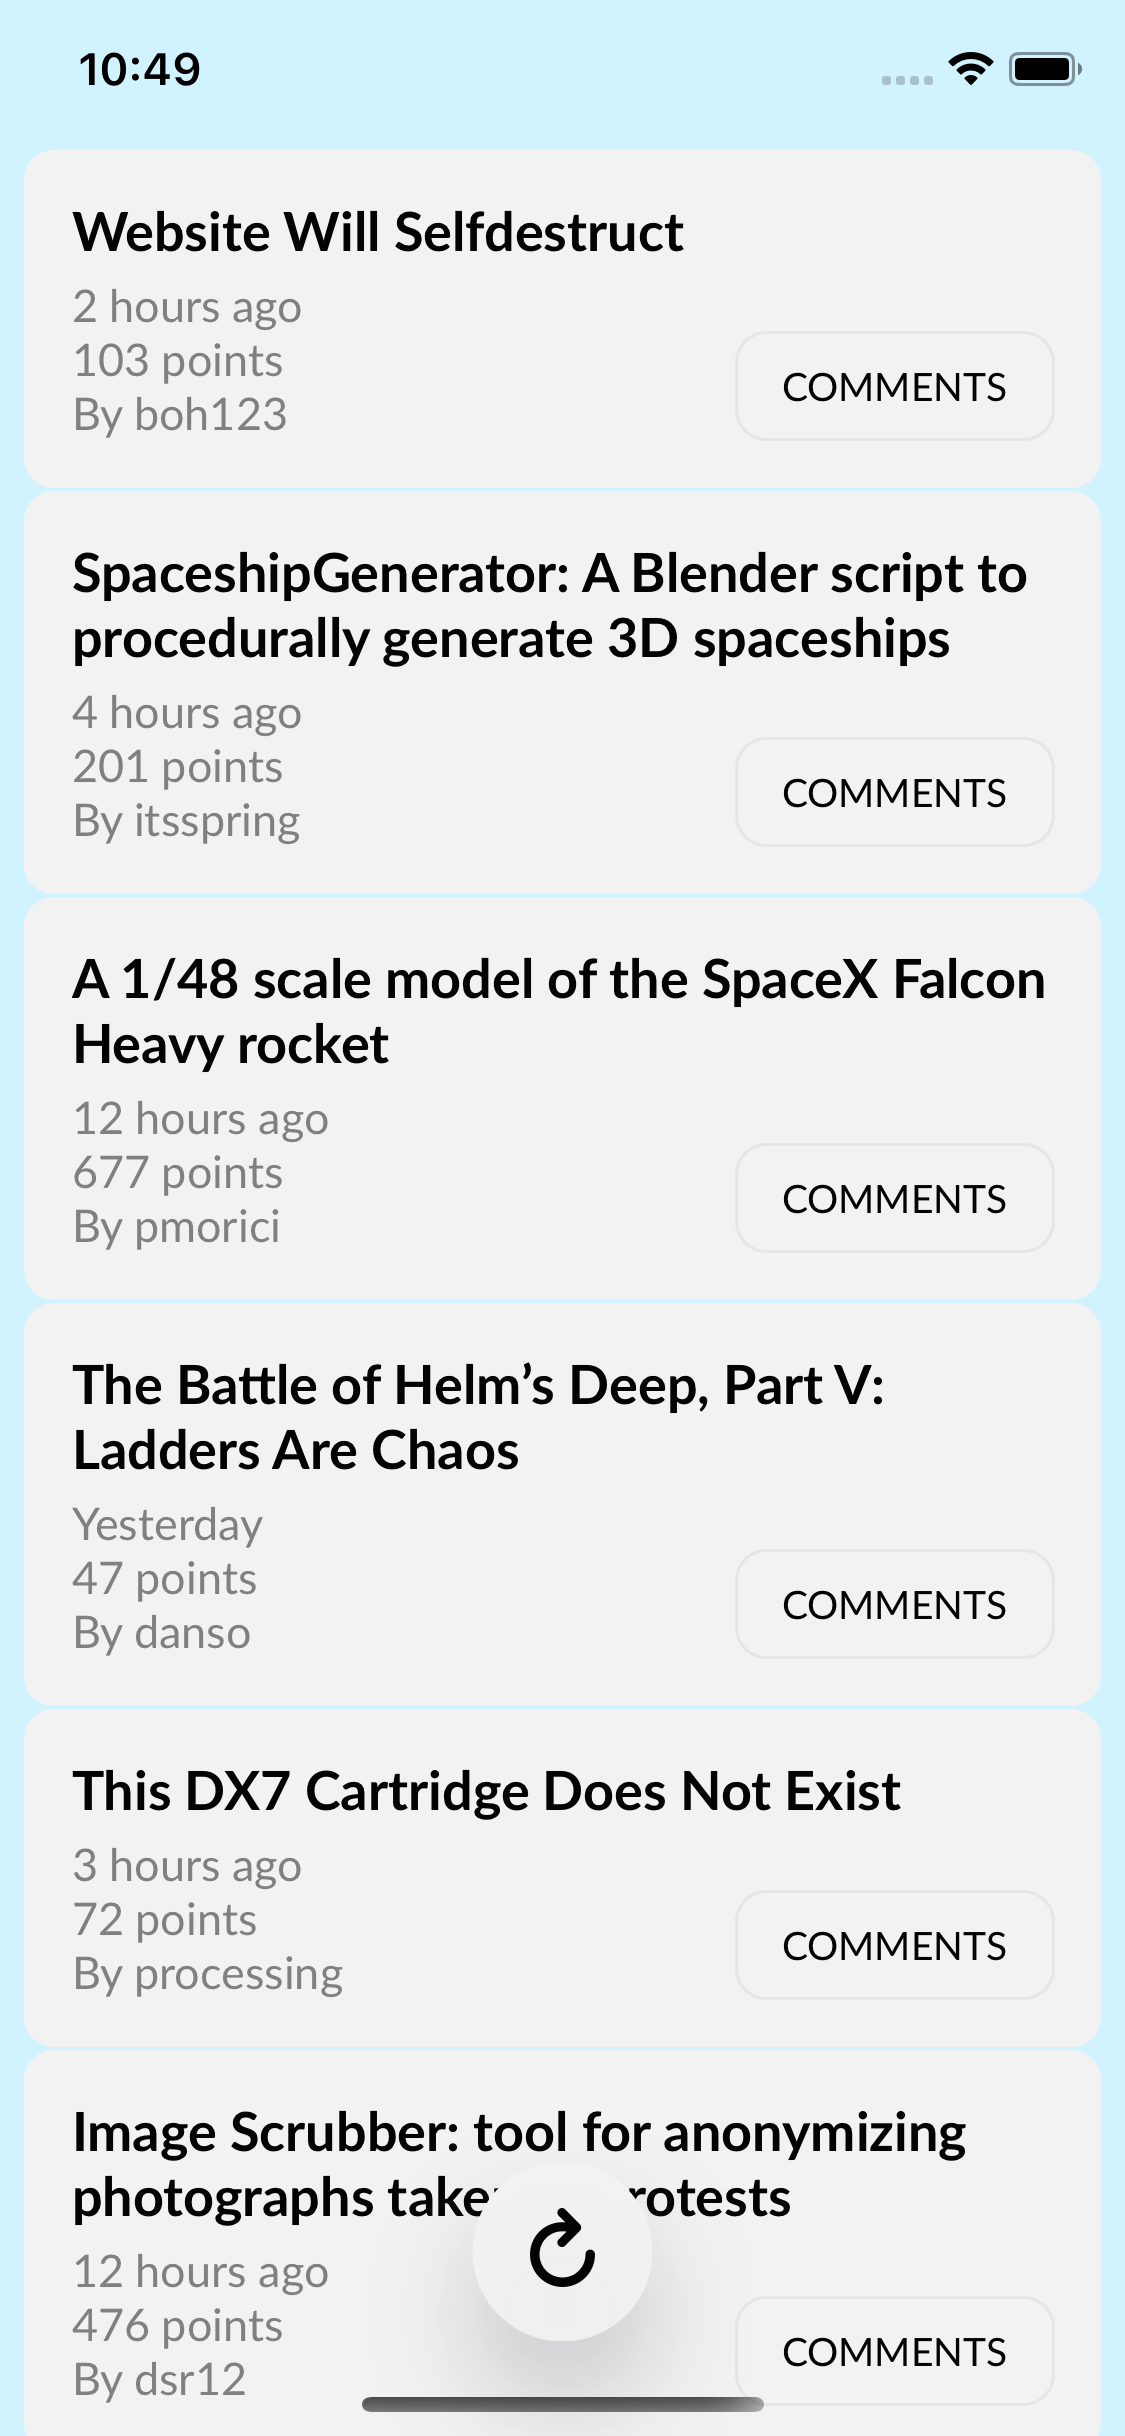 10:49
Website Will Selfdestruct
2 hours ago
103 points
By boh123
COMMENTS
SpaceshipGenerator: A Blender script to
procedurally generate 3D spaceships
4 hours ago
201 points
By itsspring
COMMENTS
A 1/48 scale model of the SpaceX Falcon
Heavy rocket
12 hours ago
677 points
By pmorici
COMMENTS
The Battle of Helm’s Deep, Part V:
Ladders Are Chaos
Yesterday
47 points
By danso
COMMENTS
This DX7 Cartridge Does Not Exist
3 hours ago
72 points
By processing
COMMENTS
Image Scrubber: tool for anonymizing
photographs
12 hours ago
476 points
By dsr12
COMMENTS